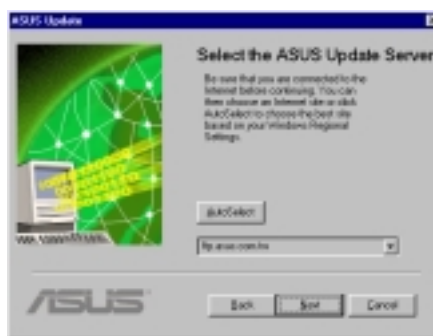 ASUS Update
Select the ASUS Update Server
Be sure that you are connected to the
Internet before continuing. You can
then choose an Internet site or click
AutoSelect to choose the best site
based on your Windows Regional
Settings.
AutoSelect
ftp.asus.com.tw
ASUS
Back Next Cancel